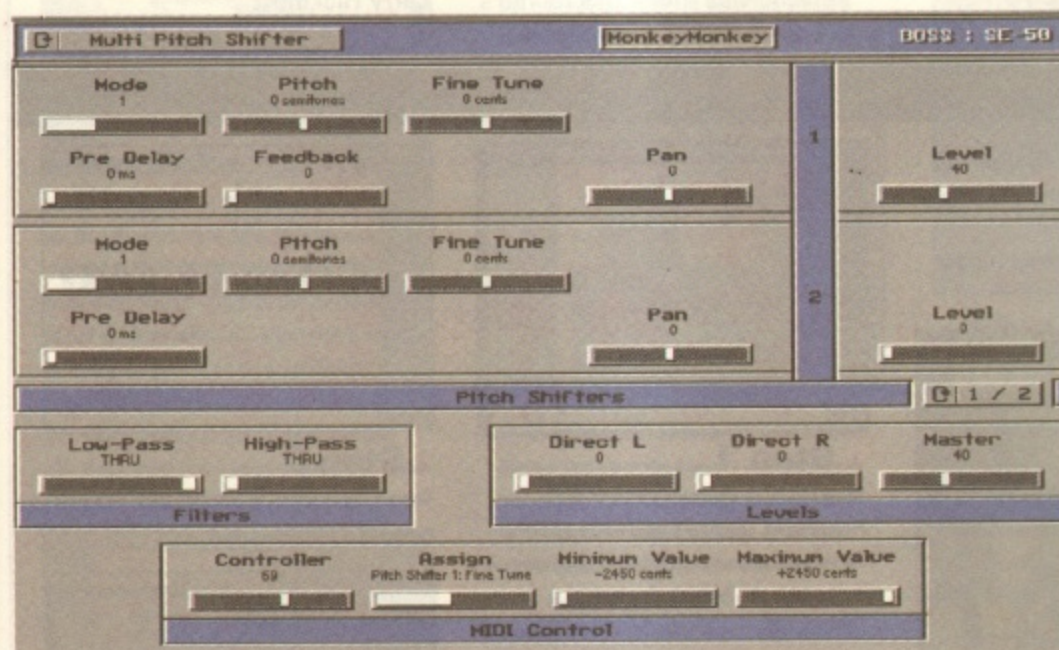 Multi Pitch Shifter
MonkeyMonkey
BOSS : SE-50
Mode
1
Pitch
0 semitones
Fine Tune
0 cents
Pre Delay
0 ms
Feedback
0
Pan
0
1
Level
40
Mode
1
Pitch
0 semitones
Fine Tune
0 cents
Pre Delay
0 ms
Pan
0
2
Level
0
Pitch Shifters
1 / 2
Low-Pass
THRU
High-Pass
THRU
Filters
Direct L
0
Direct R
0
Master
40
Levels
Controller
59
Assign
Pitch Shifter 1: Fine Tune
Minimun Value
-2450 cents
Maximun Value
+2450 cents
MIDI Control